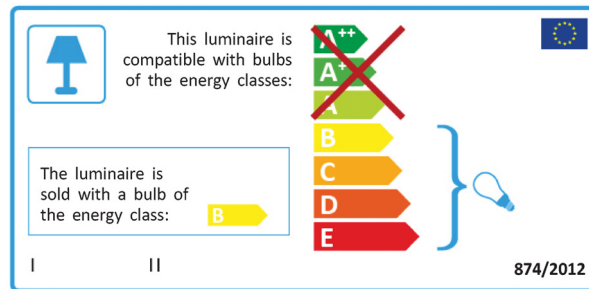 This luminaire is
compatible with bulbs
of the energy classes:
A++
A+
A
B
C
D
E
The luminaire is
sold with a bulb of
the energy class:
B
I
II
874/2012